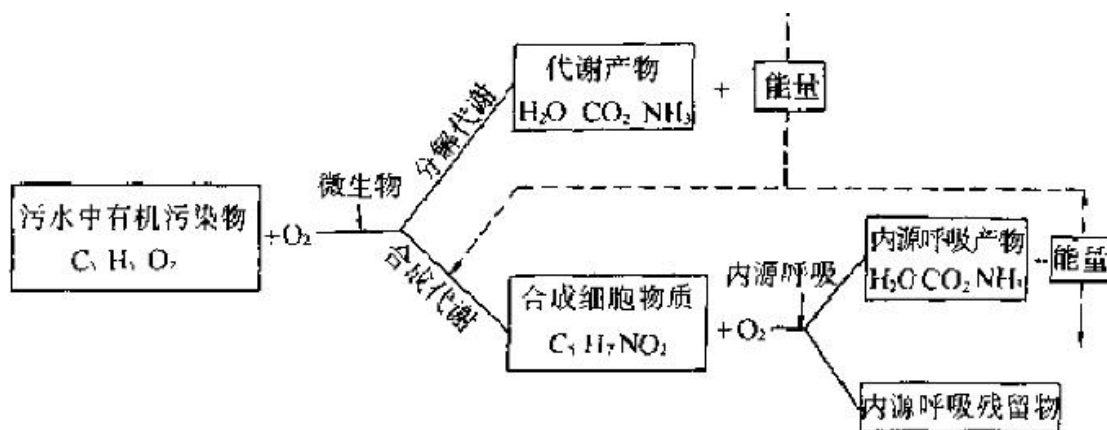 代谢产物
H₂O CO₂ NH₃
+
能量
分解代谢
微生物
污水中有机污染物
+O₂
合成代谢
合成细胞物质
C₅H₇NO₂
+O₂
内源呼吸
内源呼吸产物
H₂O CO₂ NH₃
能量
内源呼吸残留物